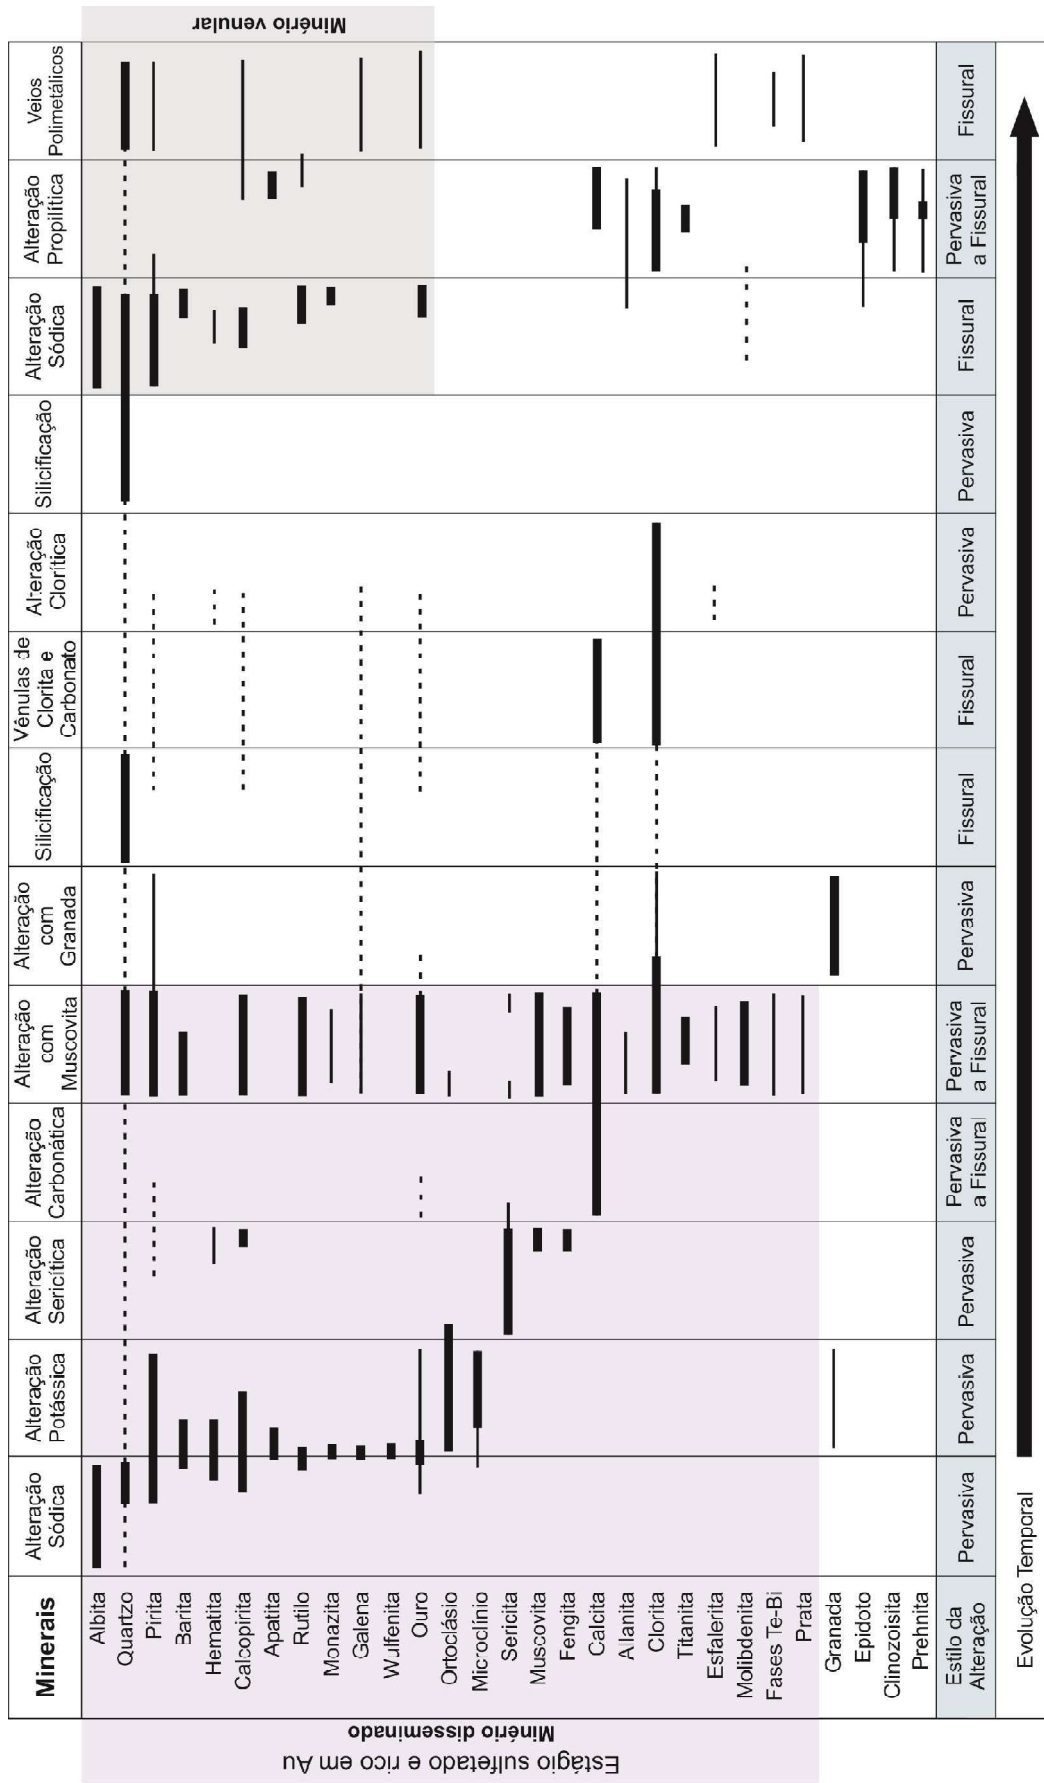 Minerais
Alteração
Sódica
Alteração
Potássica
Alteração
Sericítica
Alteração
Carbonática
Alteração
com
Muscovita
Alteração
com
Granada
Silicificação
Vênulas de
Clorita e
Carbonato
Alteração
Clorítica
Silicificação
Alteração
Sódica
Alteração
Propilítica
Veios
Polimetálicos
Albita
Quartzo
Pirita
Barita
Hematita
Calcopirita
Apatita
Rutilo
Monazita
Galena
Wulfenita
Ouro
Ortoclásio
Microclínio
Sericita
Muscovita
Fengita
Calcita
Allanita
Clorita
Titanita
Esfalerita
Molibdenita
Fases Te-Bi
Prata
Granada
Epidoto
Clinozoisita
Prehnita
Estilo da
Alteração
Pervasiva
Pervasiva
Pervasiva
Pervasiva
a Fissural
Pervasiva
a Fissural
Pervasiva
Fissural
Fissural
Pervasiva
Pervasiva
Fissural
Pervasiva
a Fissural
Fissural
Evolução Temporal
Estágio sulfetado e rico em Au
Minério disseminado
Minério venular